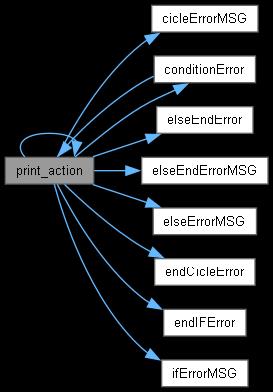 cicleErrorMSG
conditionError
elseEndError
print_action
elseEndErrorMSG
elseErrorMSG
endCicleError
endIFError
ifErrorMSG